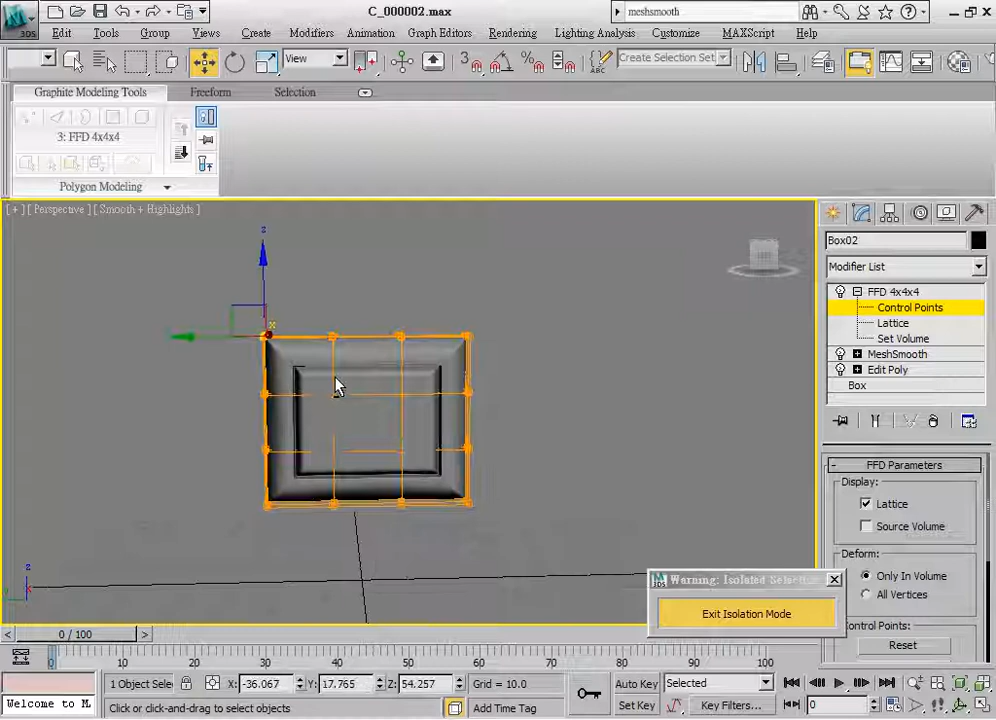 C_000002.max
meshsmooth
3DS
Edit Tools Group Views Create Modifiers Animation Graph Editors Rendering Lighting Analysis Customize MAXScript Help
View
3
ABC
Create Selection Set
Graphite Modeling Tools Freeform Selection
3: FFD 4x4x4
Polygon Modeling
[ + ] [ Perspective ] [ Smooth + Highlights ]
z
x
z
x
Box02
Modifier List
FFD 4x4x4
Control Points
Lattice
Set Volume
MeshSmooth
Edit Poly
Box
FFD Parameters
Display:
Lattice
Source Volume
Deform:
Only In Volume
All Vertices
Control Points:
Reset
Warning: Isolated Selection
Exit Isolation Mode
0 / 100
0 10 20 30 40 50 60 70 80 90 100
1 Object Sele
X: -36.067 Y: 17.765 Z: 54.257 Grid = 10.0
Auto Key Selected
Welcome to M
Click or click-and-drag to select objects
Add Time Tag
Set Key Key Filters...
0